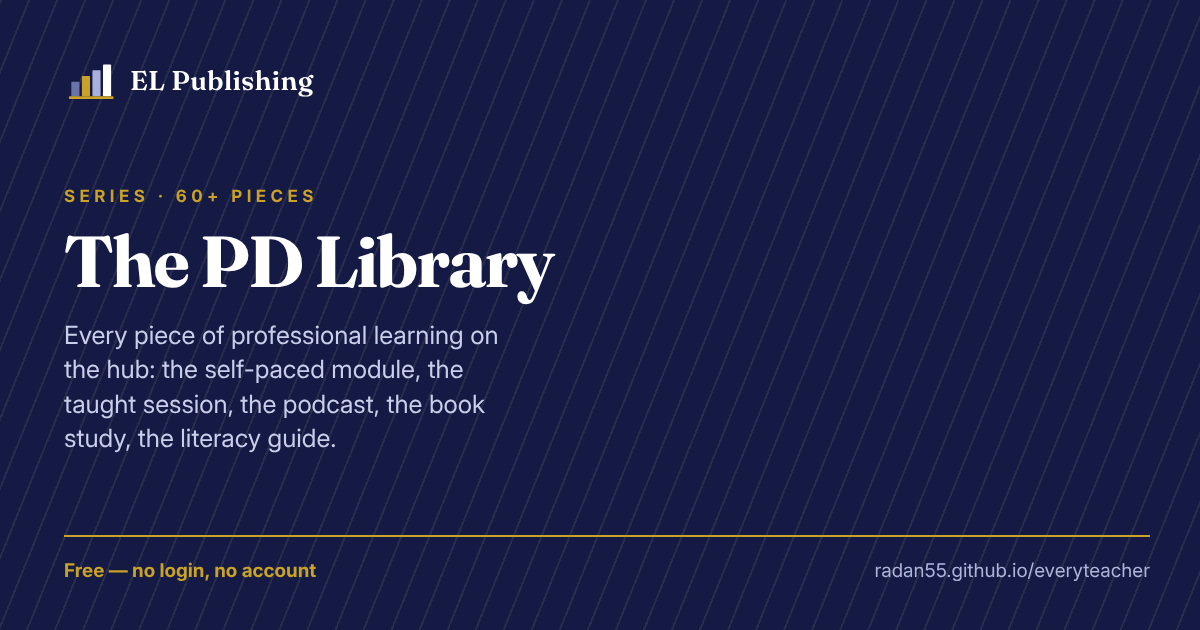 EL Publishing
SERIES · 60+ PIECES
The PD Library
Every piece of professional learning on
the hub: the self-paced module, the
taught session, the podcast, the book
study, the literacy guide.
Free — no login, no account
radan55.github.io/everyteacher